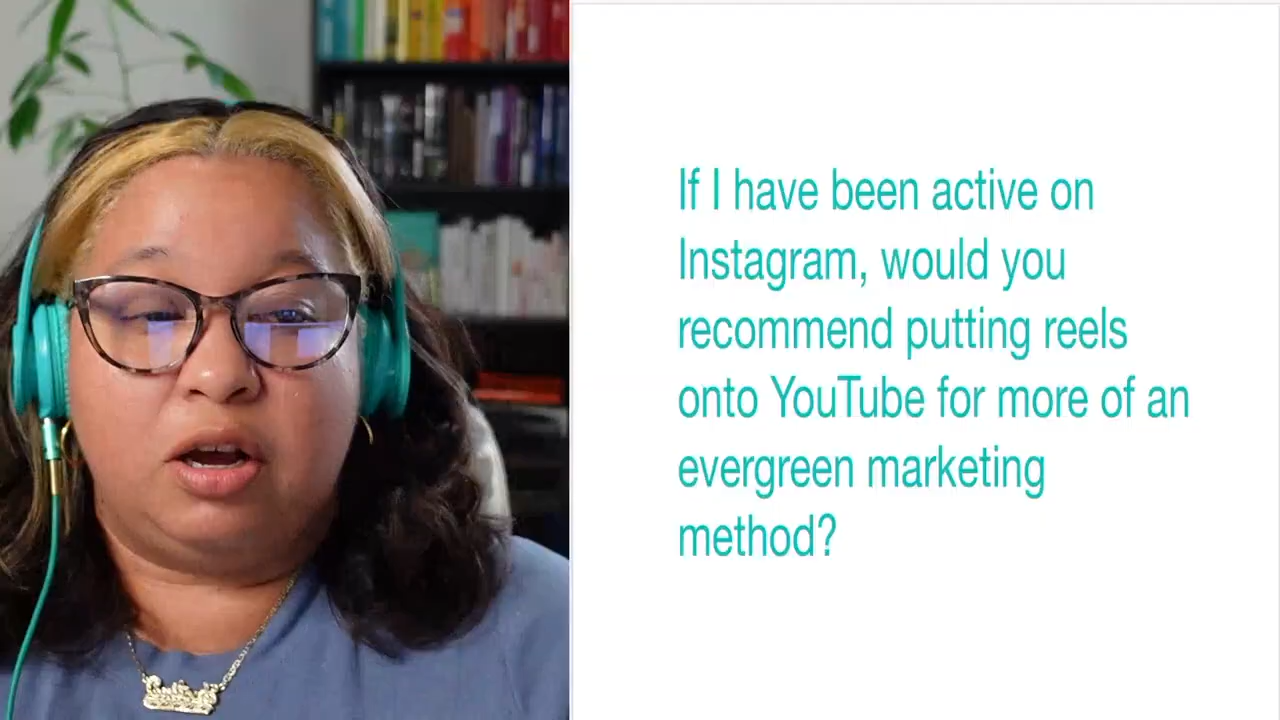 If I have been active on
Instagram, would you
recommend putting reels
onto YouTube for more of an
evergreen marketing
method?